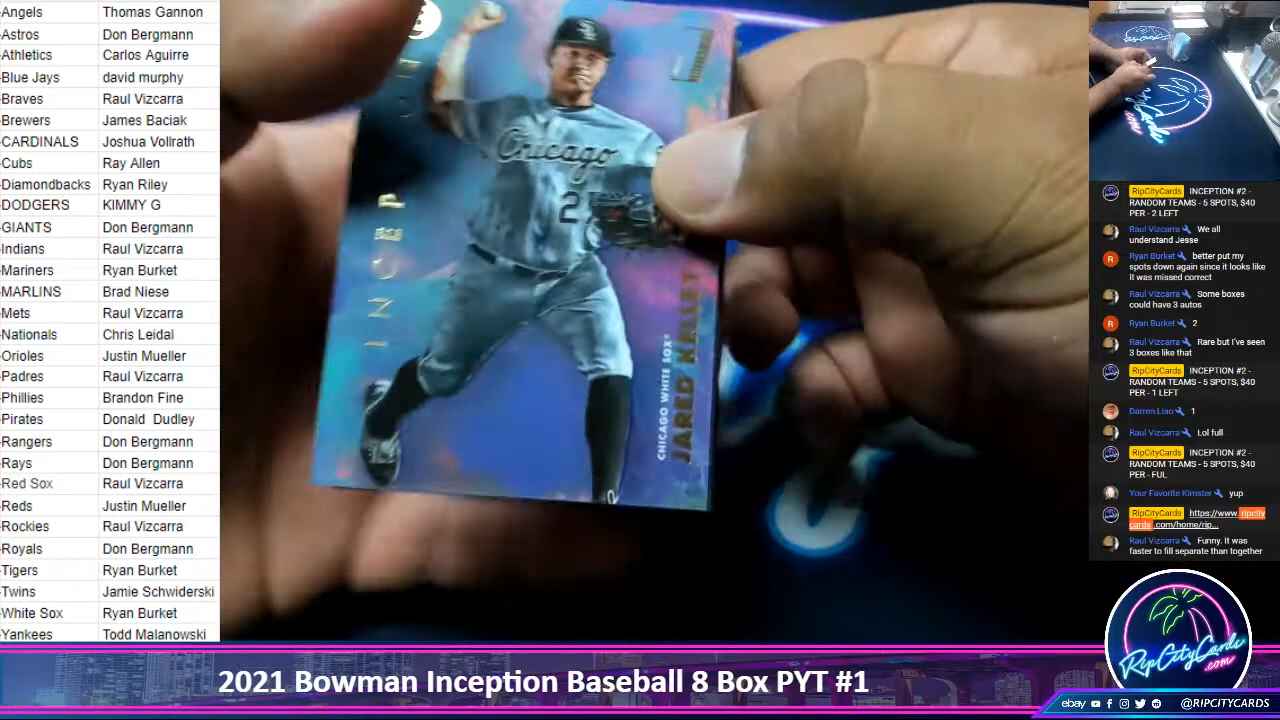 -Angels Thomas Gannon
-Astros Don Bergmann
-Athletics Carlos Aguirre
-Blue Jays david murphy
-Braves Raul Vizcarra
-Brewers James Baciak
-CARDINALS Joshua Vollrath
-Cubs Ray Allen
-Diamondbacks Ryan Riley
-DODGERS KIMMY G
-GIANTS Don Bergmann
-Indians Raul Vizcarra
-Mariners Ryan Burket
-MARLINS Brad Niese
-Mets Raul Vizcarra
-Nationals Chris Leidal
-Orioles Justin Mueller
-Padres Raul Vizcarra
-Phillies Brandon Fine
-Pirates Donald Dudley
-Rangers Don Bergmann
-Rays Don Bergmann
-Red Sox Raul Vizcarra
-Reds Justin Mueller
-Rockies Raul Vizcarra
-Royals Don Bergmann
-Tigers Ryan Burket
-Twins Jamie Schwiderski
-White Sox Ryan Burket
-Yankees Todd Malanowski
Chicago
2
INCEP
CHICAGO WHITE SOX
JARED KELLEY
.com
RipCityCards INCEPTION #2 -
RANDOM TEAMS - 5 SPOTS, $40
PER - 2 LEFT
Raul Vizcarra We all
understand Jesse
R Ryan Burket better put my
spots down again since it looks like
it was missed correct
Raul Vizcarra Some boxes
could have 3 autos
R Ryan Burket 2
Raul Vizcarra Rare but I've seen
3 boxes like that
RipCityCards INCEPTION #2 -
RANDOM TEAMS - 5 SPOTS, $40
PER - 1 LEFT
Darren Liao 1
Raul Vizcarra Lol full
RipCityCards INCEPTION #2 -
RANDOM TEAMS - 5 SPOTS, $40
PER - FUL
Your Favorite Kimster yup
RipCityCards https://www.ripcity
cards.com/home/rip...
Raul Vizcarra Funny. It was
faster to fill separate than together
RipCityCards
.com
2021 Bowman Inception Baseball 8 Box PYT #1
ebay @RIPCITYCARDS